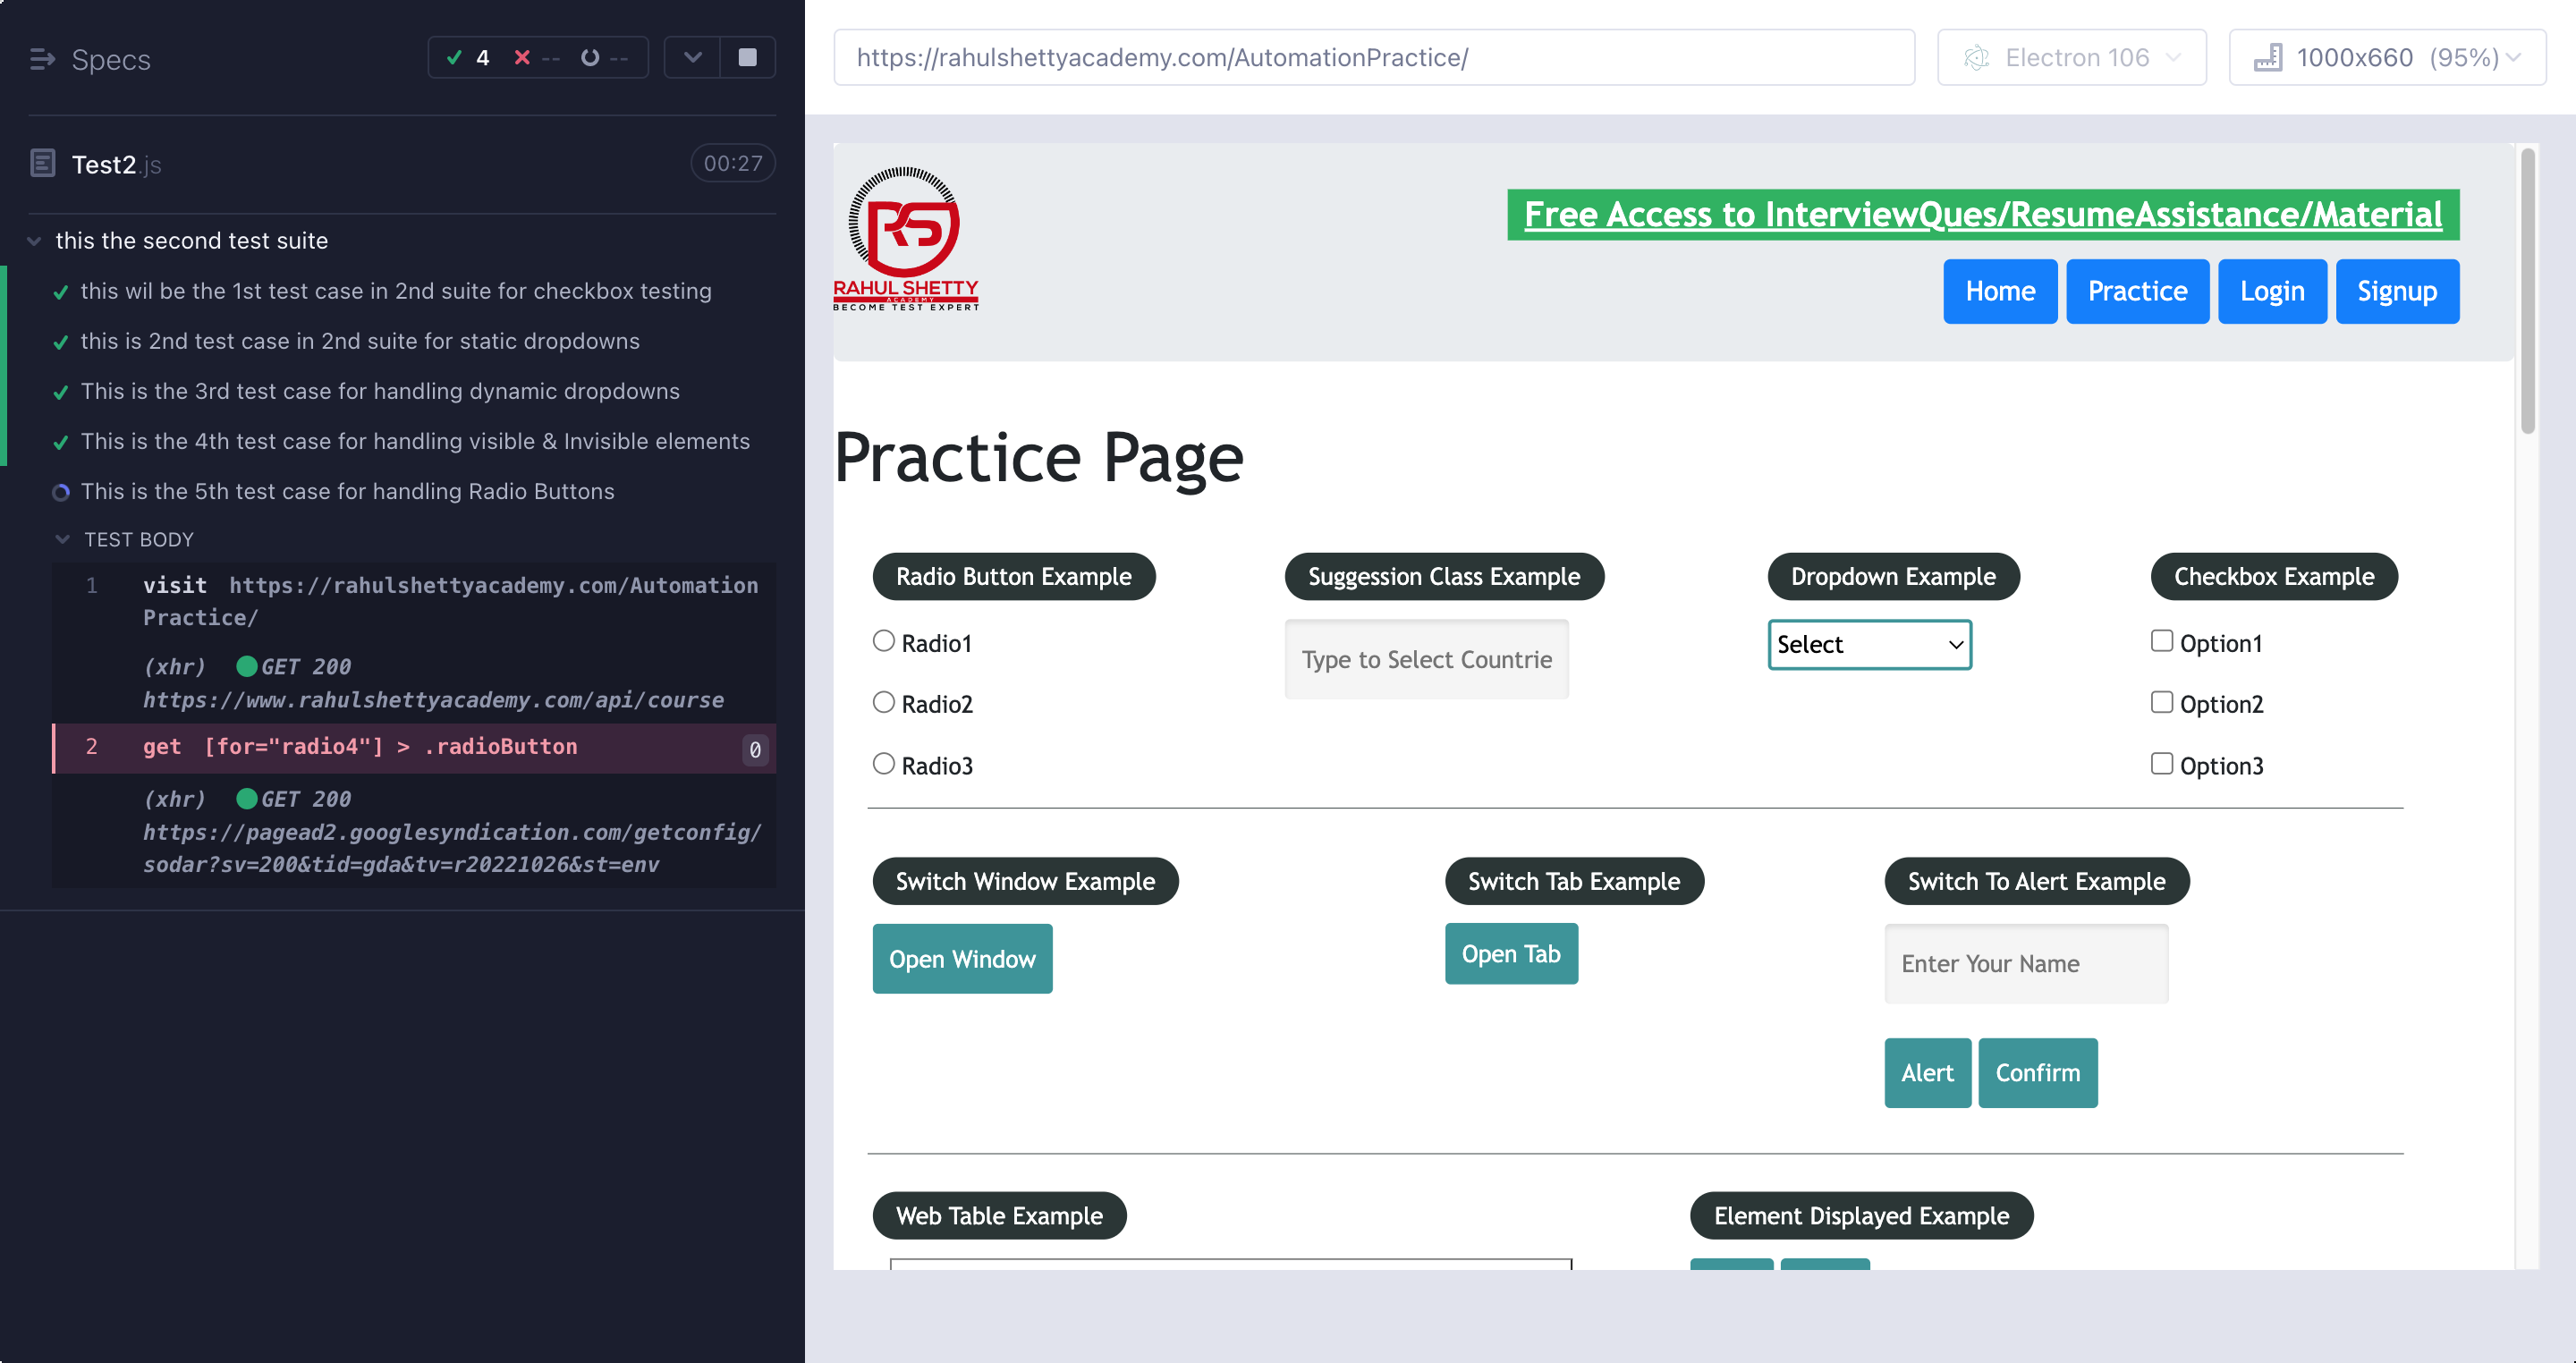 Specs
4 -- --
Test2.js
00:27
this the second test suite
this wil be the 1st test case in 2nd suite for checkbox testing
this is 2nd test case in 2nd suite for static dropdowns
This is the 3rd test case for handling dynamic dropdowns
This is the 4th test case for handling visible & Invisible elements
This is the 5th test case for handling Radio Buttons
TEST BODY
1 visit https://rahulshettyacademy.com/Automation
Practice/
(xhr) GET 200
https://www.rahulshettyacademy.com/api/course
2 get [for="radio4"] > .radioButton 0
(xhr) GET 200
https://pagead2.googlesyndication.com/getconfig/
sodar?sv=200&tid=gda&tv=r20221026&st=env
https://rahulshettyacademy.com/AutomationPractice/
Electron 106
1000x660 (95%)
RS
RAHUL SHETTY
ACADEMY
BECOME TEST EXPERT
Free Access to InterviewQues/ResumeAssistance/Material
Home Practice Login Signup
Practice Page
Radio Button Example
Radio1
Radio2
Radio3
Suggession Class Example
Type to Select Countrie
Dropdown Example
Select
Checkbox Example
Option1
Option2
Option3
Switch Window Example
Open Window
Switch Tab Example
Open Tab
Switch To Alert Example
Enter Your Name
Alert Confirm
Web Table Example
Element Displayed Example